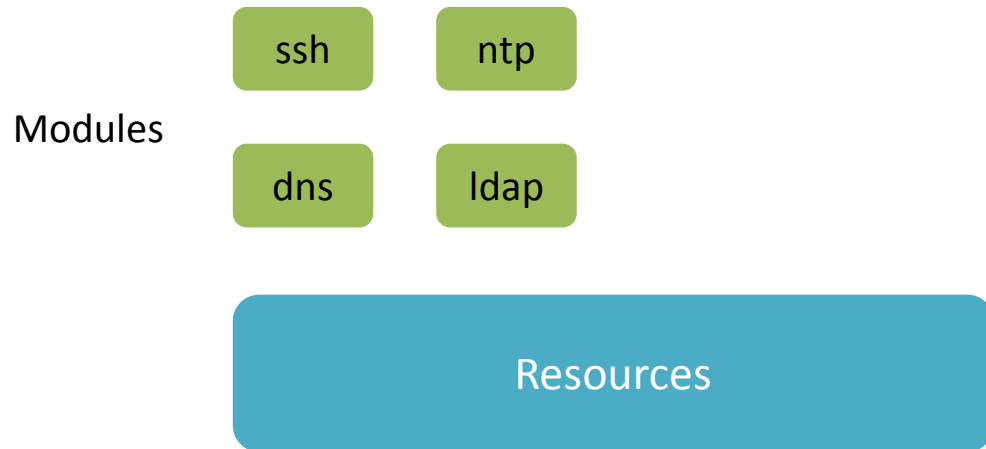 ssh
ntp
Modules
dns
ldap
Resources